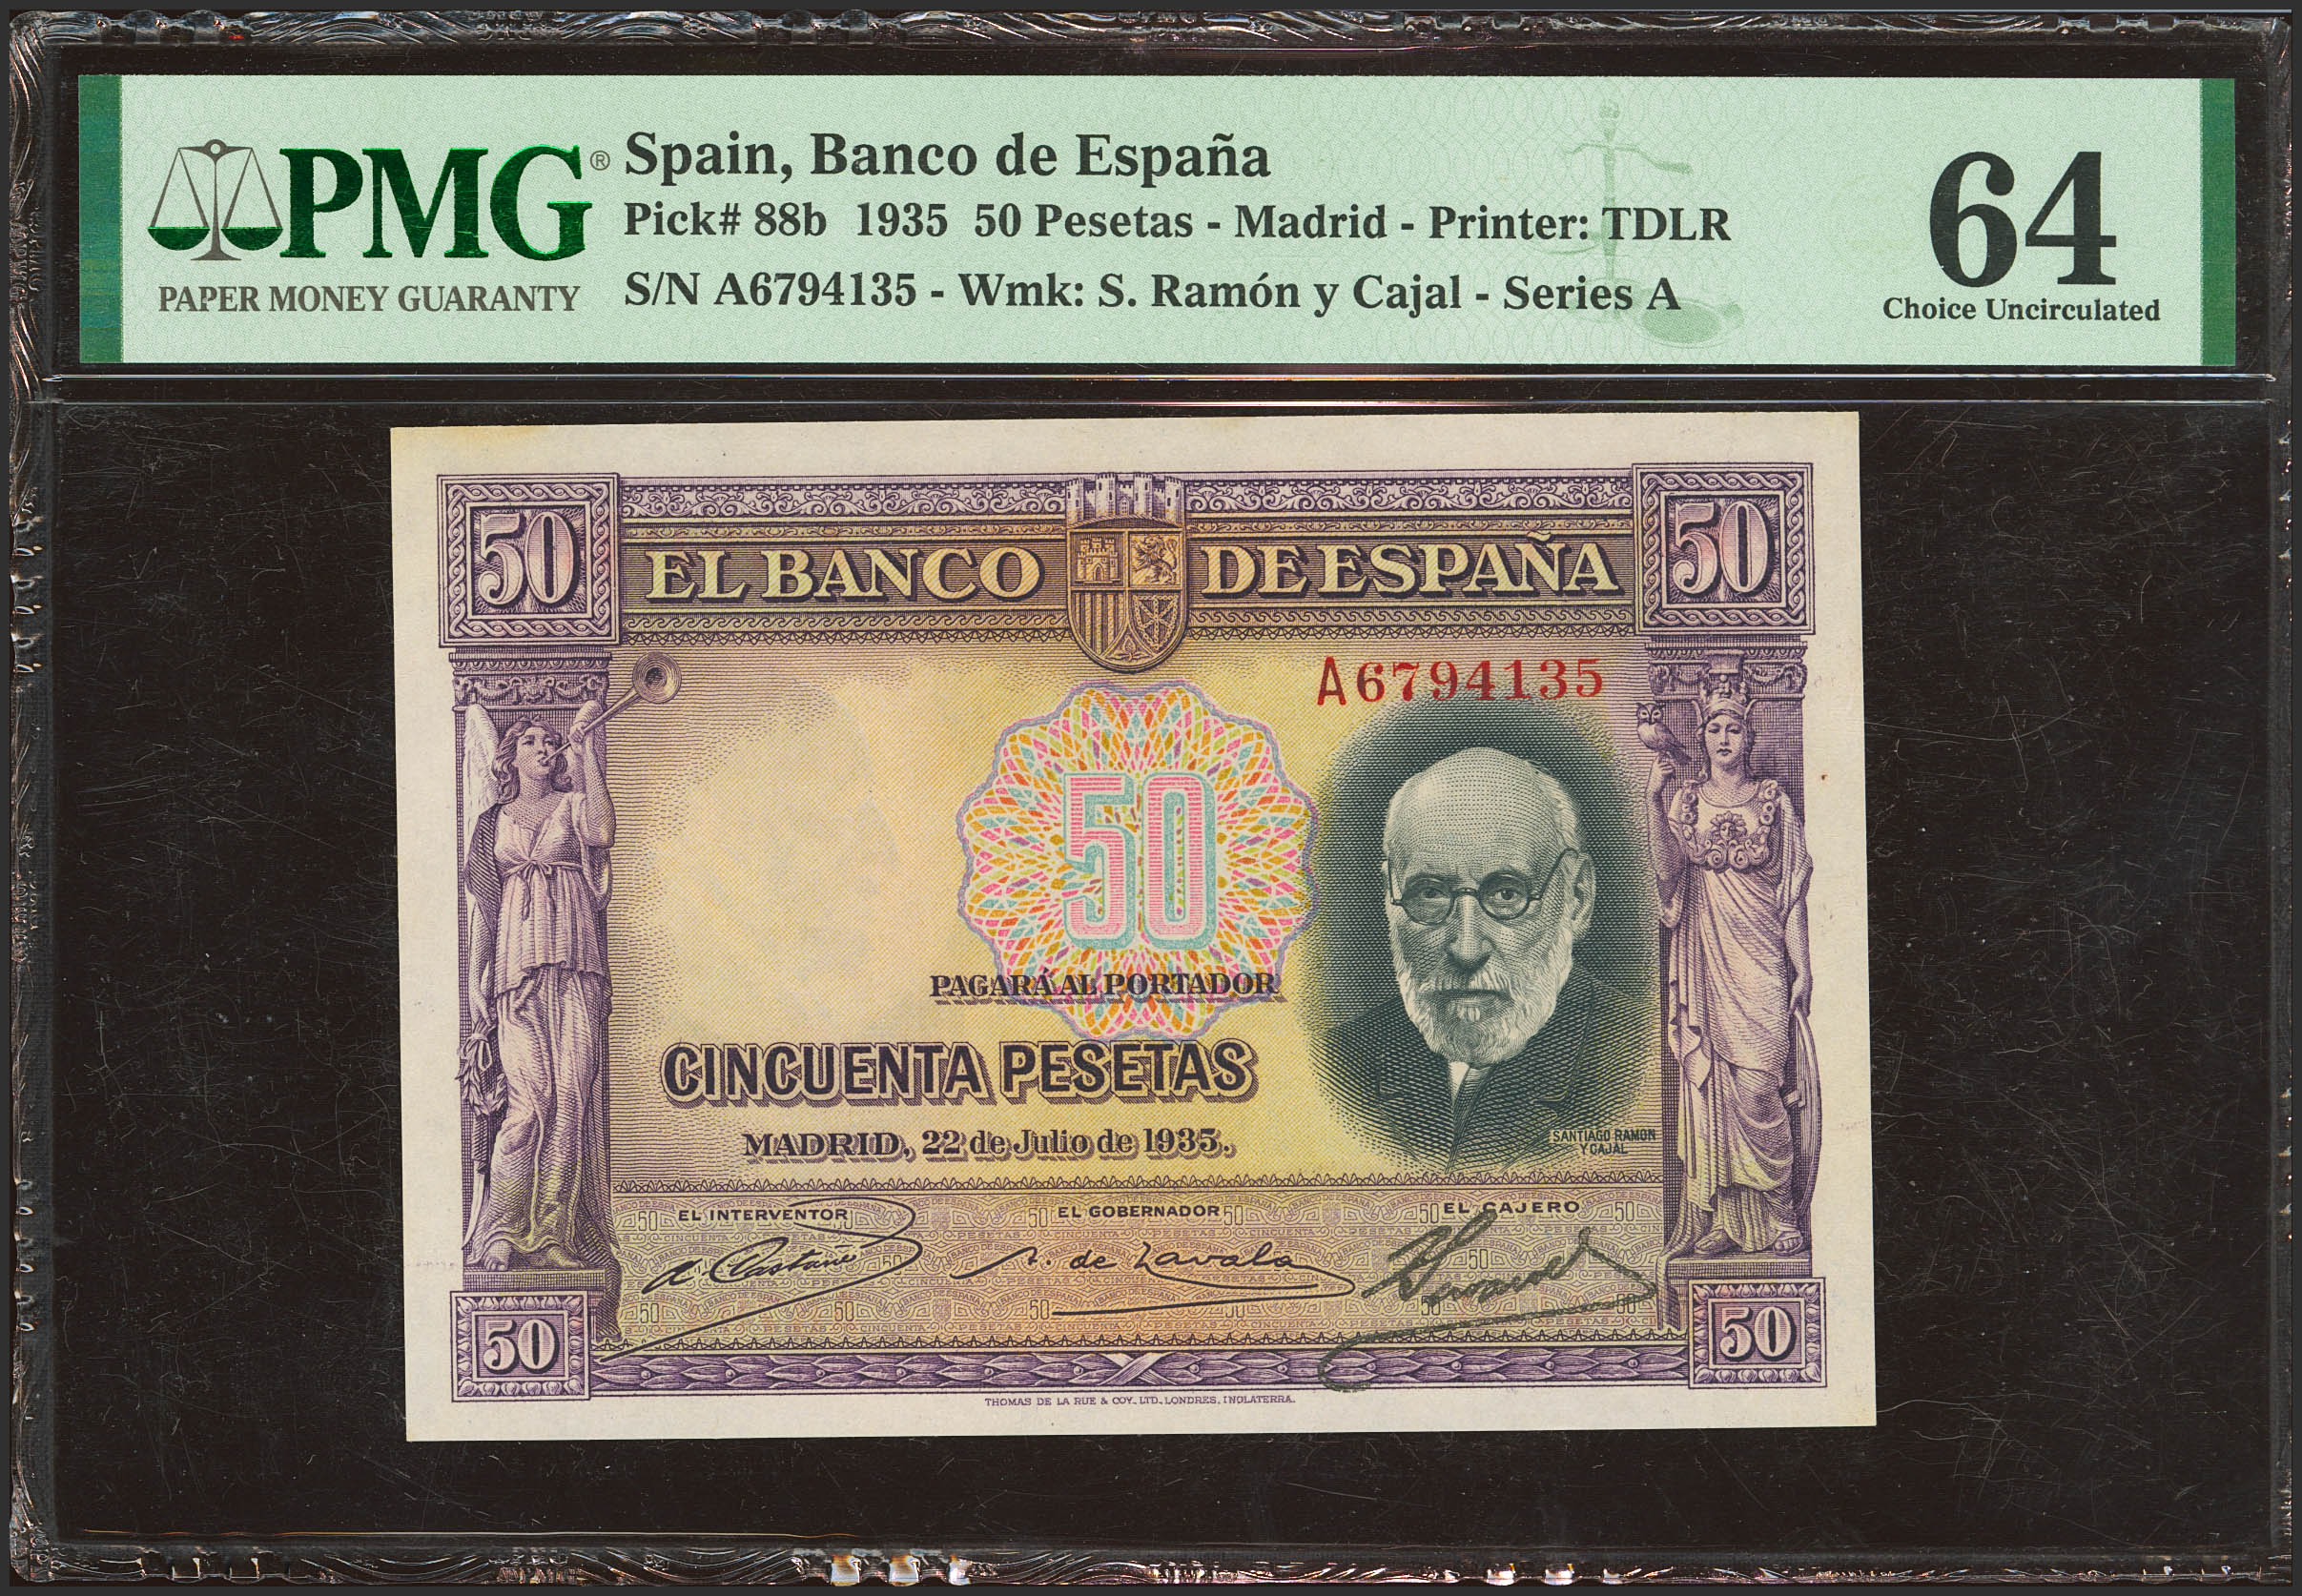 PMG®
PAPER MONEY GUARANTY
Spain, Banco de España
Pick# 88b 1935 50 Pesetas - Madrid - Printer: TDLR
S/N A6794135 - Wmk: S. Ramón y Cajal - Series A
64
Choice Uncirculated
50
EL BANCO DE ESPAÑA
50
A6794135
50
PAGARÁ AL PORTADOR
CINCUENTA PESETAS
MADRID, 22 de Julio de 1935.
SANTIAGO RAMON
Y CAJAL
EL INTERVENTOR
EL GOBERNADOR
EL CAJERO
A. de Zavala
50
50
THOMAS DE LA RUE & COY. LTD. LONDRES, INGLATERRA.